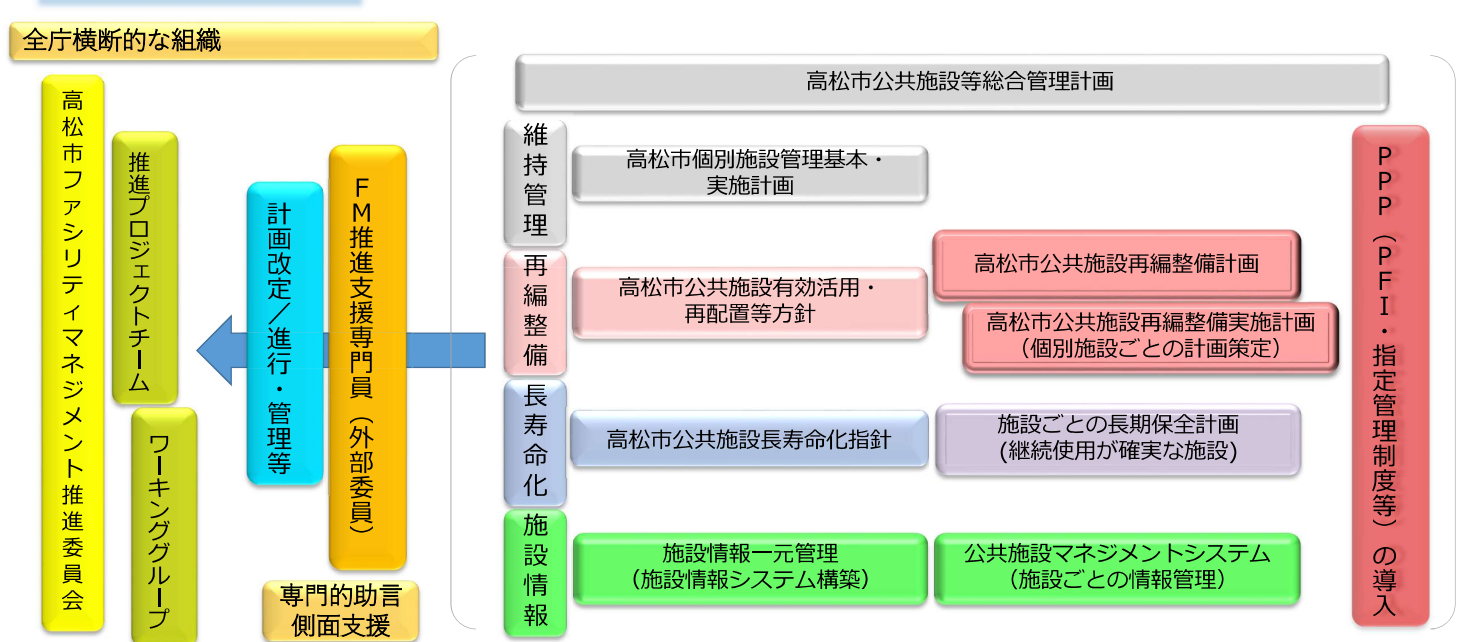 全庁横断的な組織
高松市ファシリティマネジメント推進委員会
推進プロジェクトチーム
ワーキンググループ
計画改定／進行・管理等
ＦＭ推進支援専門員（外部委員）
専門的助言
側面支援
高松市公共施設等総合管理計画
維持管理
高松市個別施設管理基本・
実施計画
再編整備
高松市公共施設有効活用・
再配置等方針
高松市公共施設再編整備計画
高松市公共施設再編整備実施計画
（個別施設ごとの計画策定）
長寿命化
高松市公共施設長寿命化指針
施設ごとの長期保全計画
(継続使用が確実な施設)
施設情報
施設情報一元管理
（施設情報システム構築）
公共施設マネジメントシステム
（施設ごとの情報管理）
ＰＰＰ（ＰＦＩ・指定管理制度等）の導入